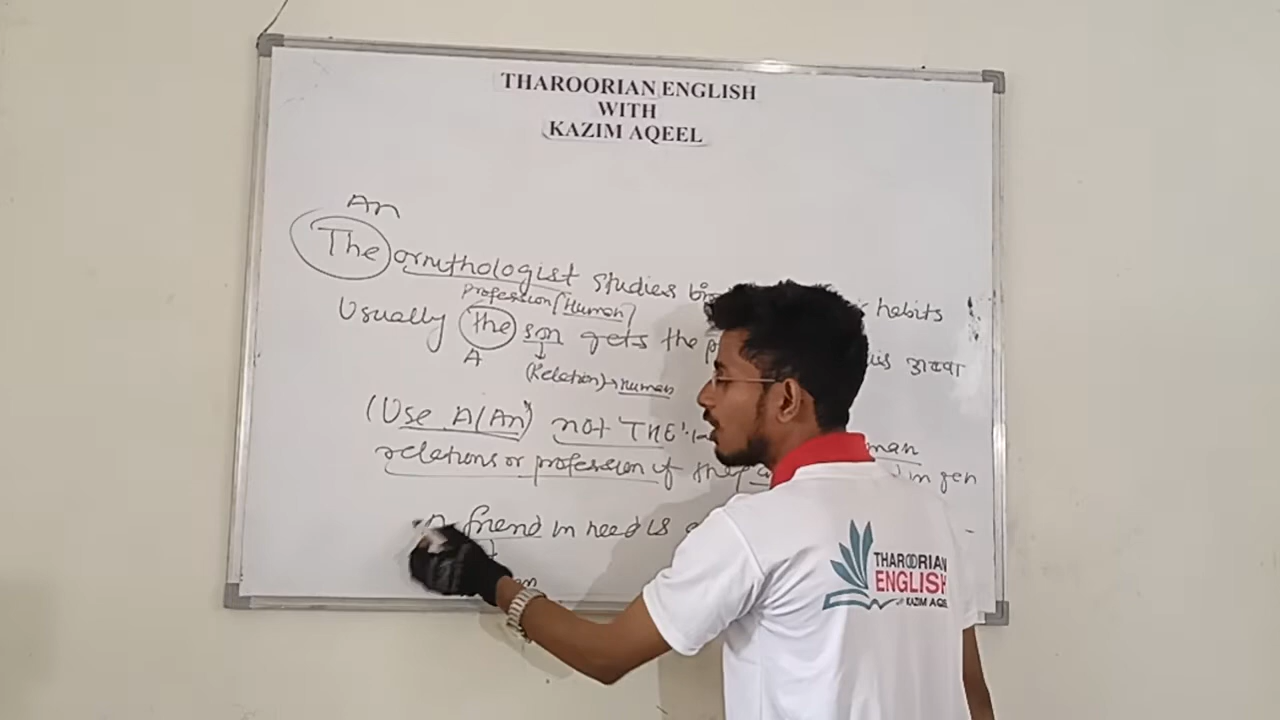 THAROORIAN ENGLISH
WITH
KAZIM AQEEL
An
The ornithologist studies habits
Profession (Human)
Usually the son gets the
A
(Relation) → Human
(Use A/An) not THE man
relations or profession of they in gen
A friend in need is
THAROORIAN
ENGLISH
KAZIM AQEEL